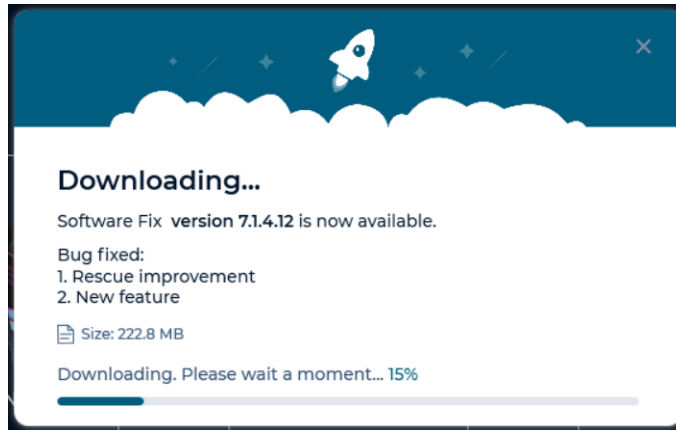 Downloading...
Software Fix version 7.1.4.12 is now available.
Bug fixed:
1. Rescue improvement
2. New feature
Size: 222.8 MB
Downloading. Please wait a moment... 15%